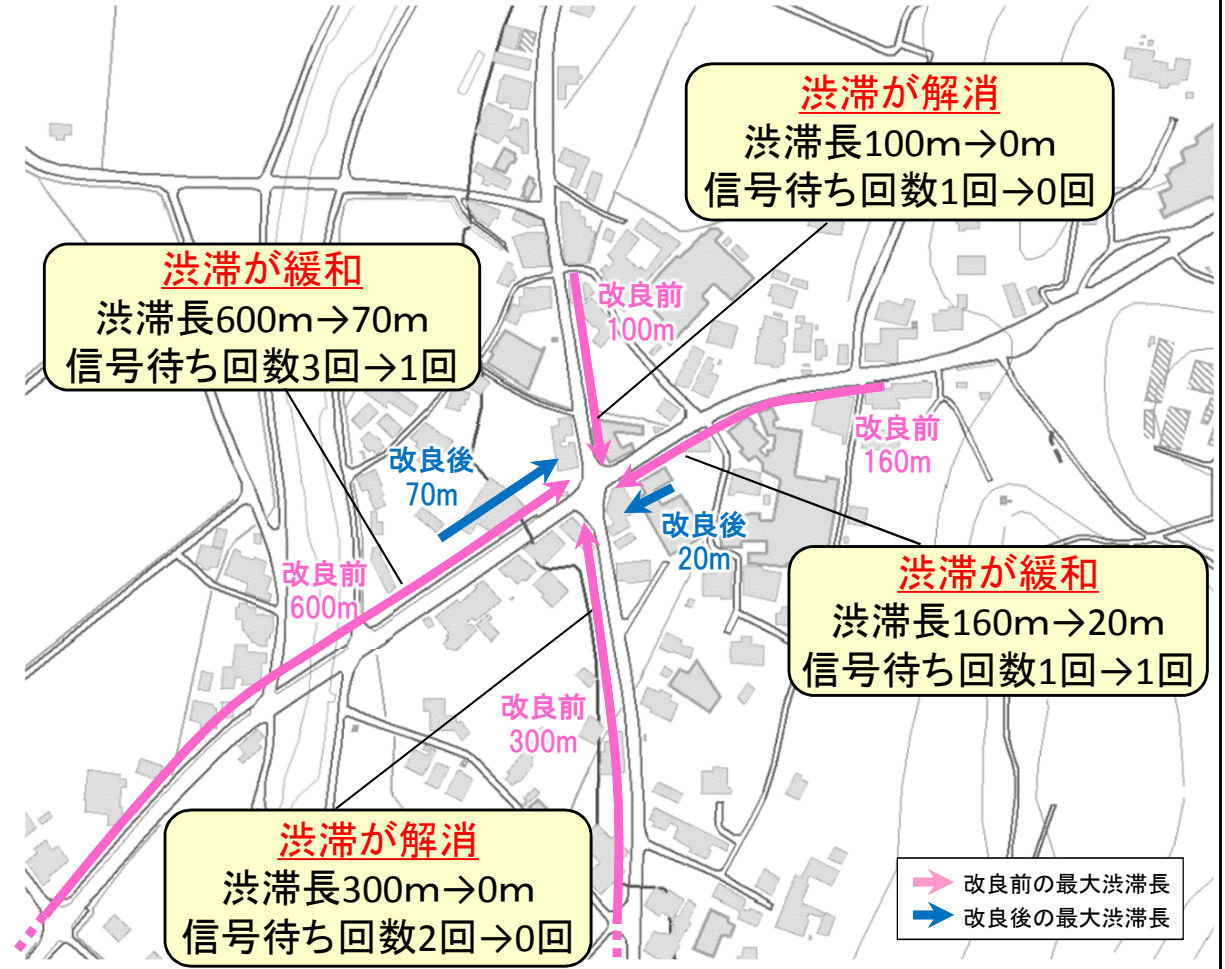 渋滞が解消
渋滞長100m→0m
信号待ち回数1回→0回
渋滞が緩和
渋滞長600m→70m
信号待ち回数3回→1回
改良前
100m
改良前
160m
改良後
70m
改良後
20m
改良前
600m
渋滞が緩和
渋滞長160m→20m
信号待ち回数1回→1回
改良前
300m
渋滞が解消
渋滞長300m→0m
信号待ち回数2回→0回
改良前の最大渋滞長
改良後の最大渋滞長